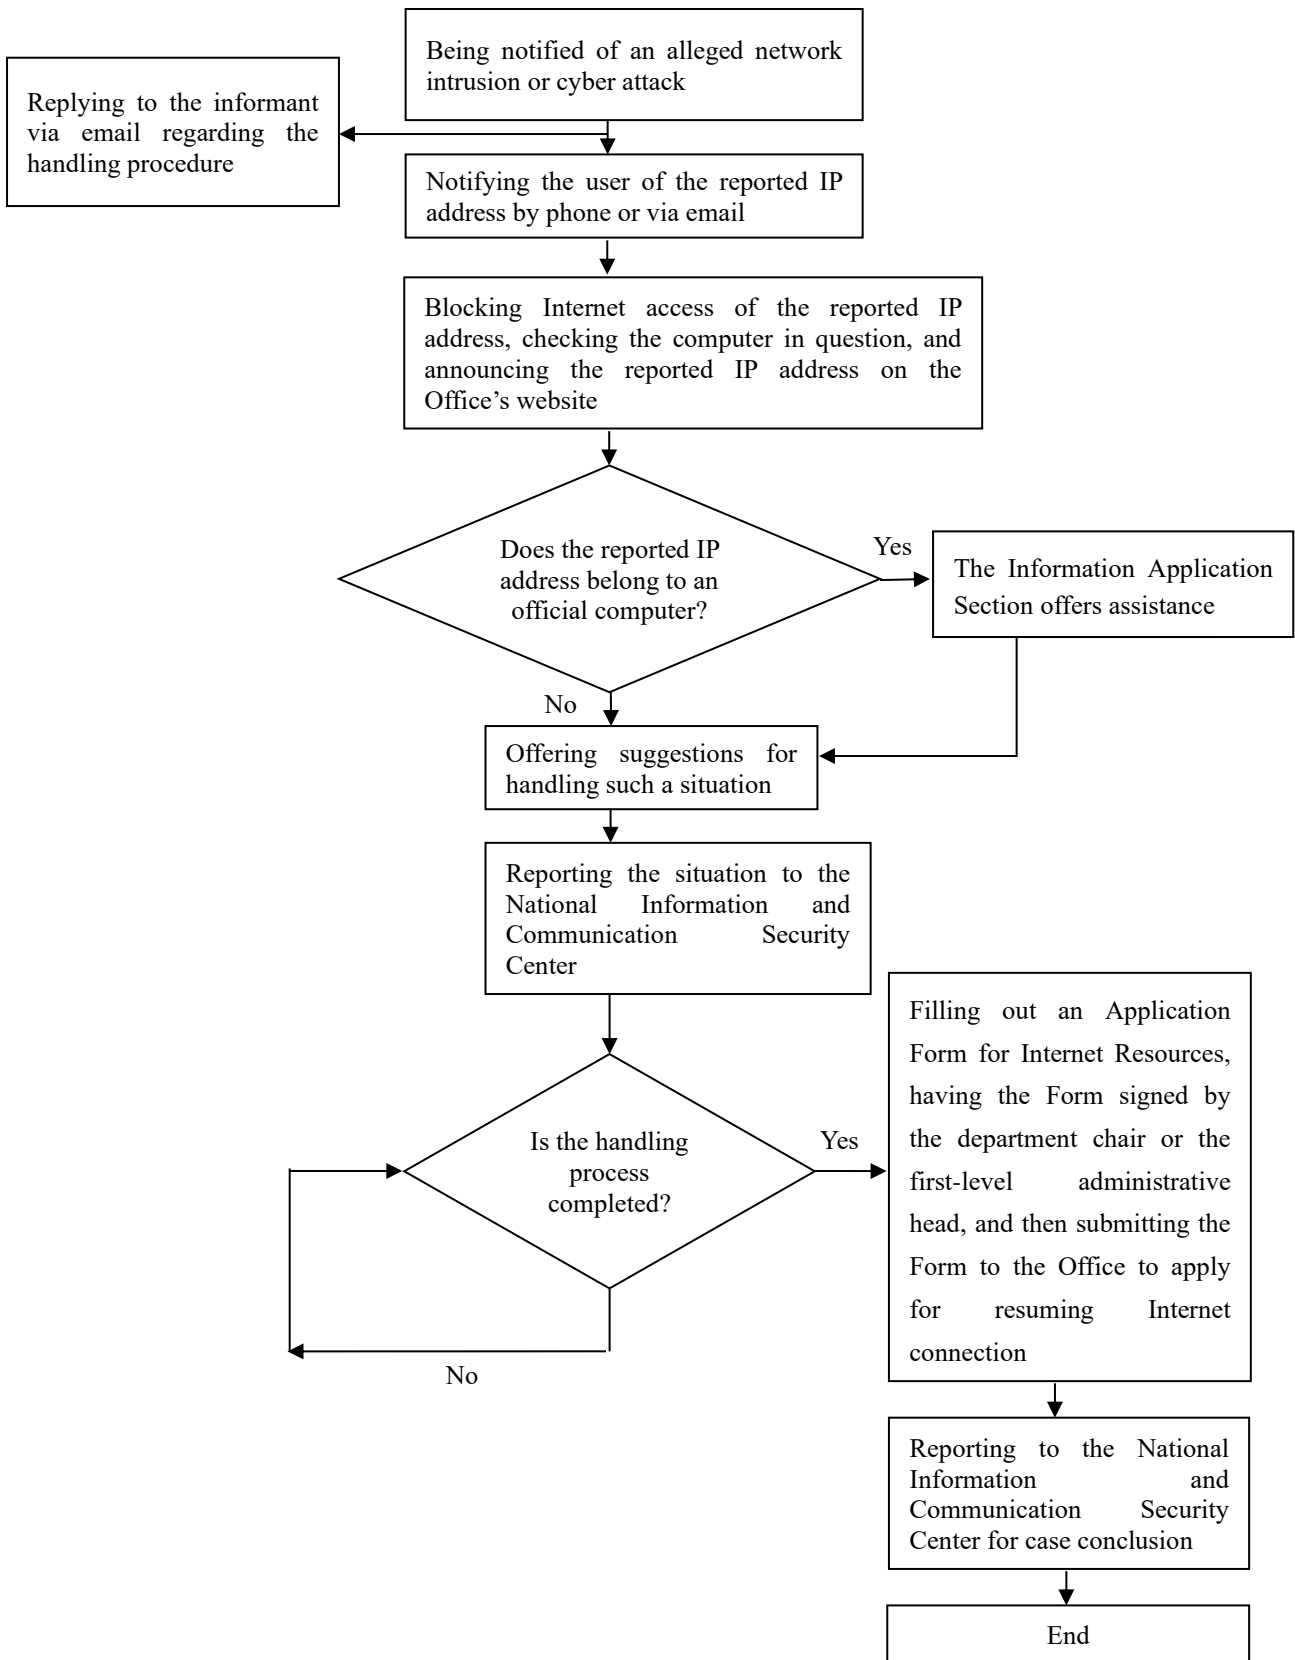 Being notified of an alleged network
intrusion or cyber attack
Replying to the informant
via email regarding the
handling procedure
Notifying the user of the reported IP
address by phone or via email
Blocking Internet access of the reported IP
address, checking the computer in question, and
announcing the reported IP address on the
Office’s website
Does the reported IP
address belong to an
official computer?
Yes
The Information Application
Section offers assistance
No
Offering suggestions for
handling such a situation
Reporting the situation to the
National Information and
Communication Security
Center
Is the handling
process
completed?
Yes
No
Filling out an Application
Form for Internet Resources,
having the Form signed by
the department chair or the
first-level administrative
head, and then submitting the
Form to the Office to apply
for resuming Internet
connection
Reporting to the National
Information and
Communication Security
Center for case conclusion
End